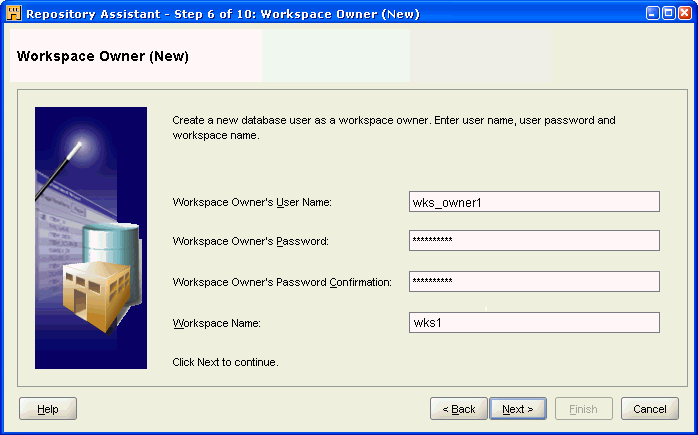 Repository Assistant - Step 6 of 10: Workspace Owner (New)
Workspace Owner (New)
Create a new database user as a workspace owner. Enter user name, user password and
workspace name.
Workspace Owner's User Name:
wks_owner1
Workspace Owner's Password:
**********
Workspace Owner's Password Confirmation:
**********
Workspace Name:
wks1
Click Next to continue.
Help
< Back
Next >
Finish
Cancel